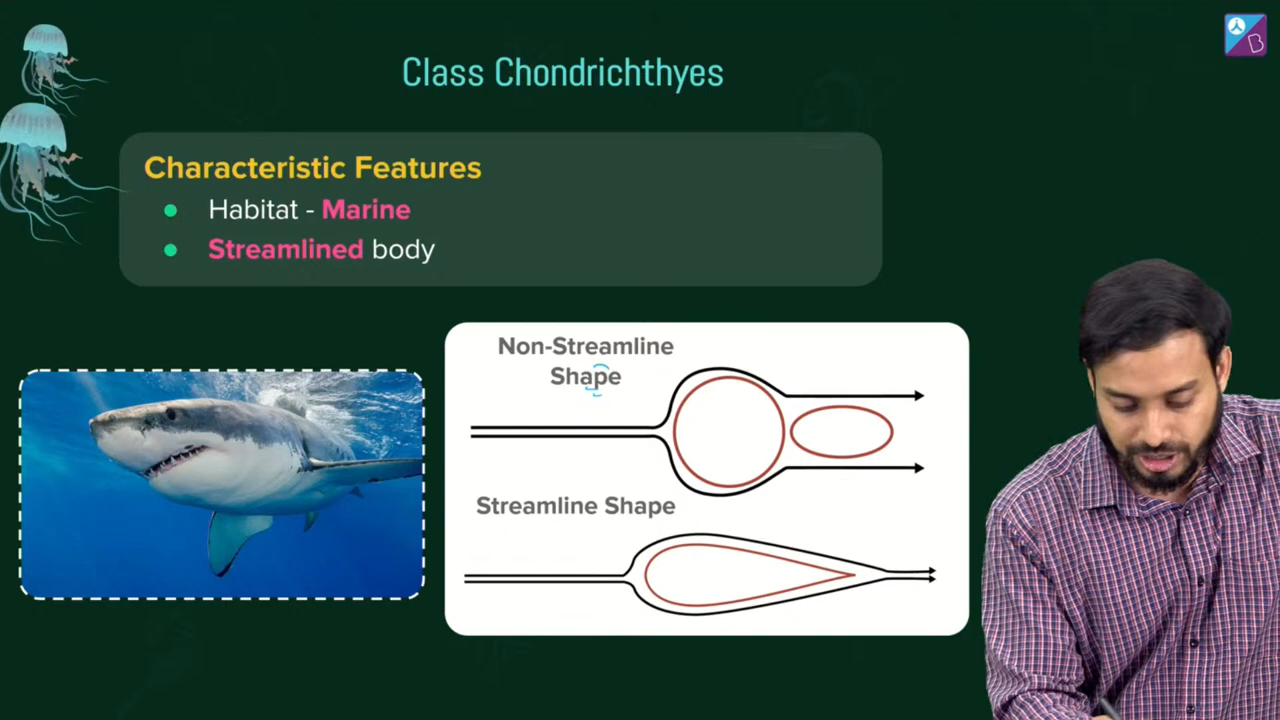 Class Chondrichthyes
Characteristic Features
Habitat - Marine
Streamlined body
Non-Streamline
Shape
Streamline Shape
B